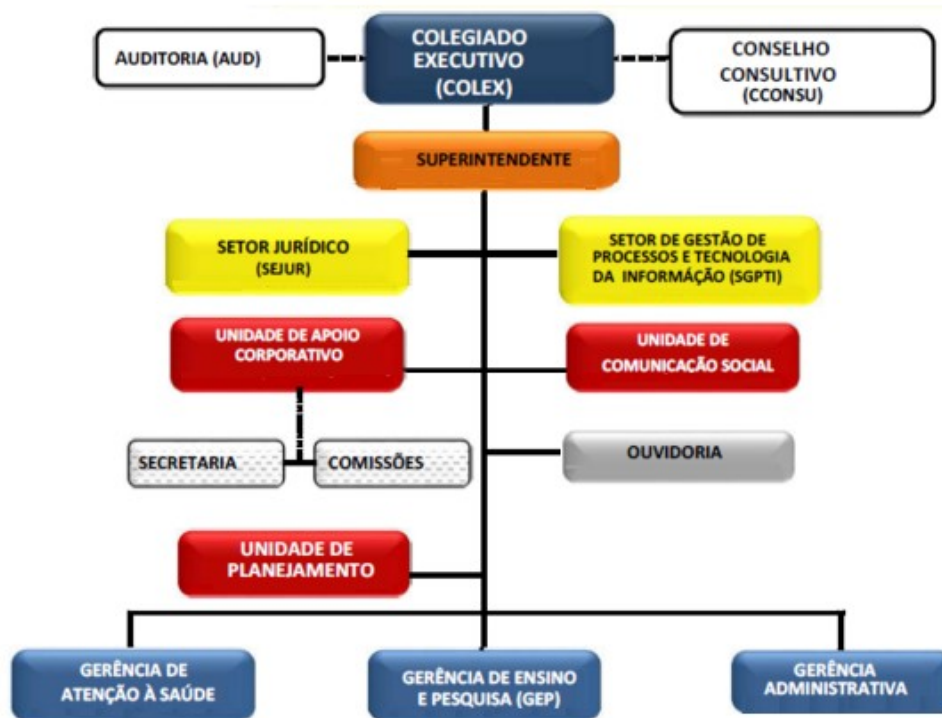 AUDITORIA (AUD)
COLEGIADO
EXECUTIVO
(COLEX)
CONSELHO
CONSULTIVO
(CCONSU)
SUPERINTENDENTE
SETOR JURÍDICO
(SEJUR)
SETOR DE GESTÃO DE
PROCESSOS E TECNOLOGIA
DA INFORMÁÇÃO (SGPTI)
UNIDADE DE APOIO
CORPORATIVO
UNIDADE DE
COMUNICAÇÃO SOCIAL
SECRETARIA
COMISSÕES
OUVIDORIA
UNIDADE DE
PLANEJAMENTO
GERÊNCIA DE
ATENÇÃO À SAÚDE
GERÊNCIA DE ENSINO
E PESQUISA (GEP)
GERÊNCIA
ADMINISTRATIVA